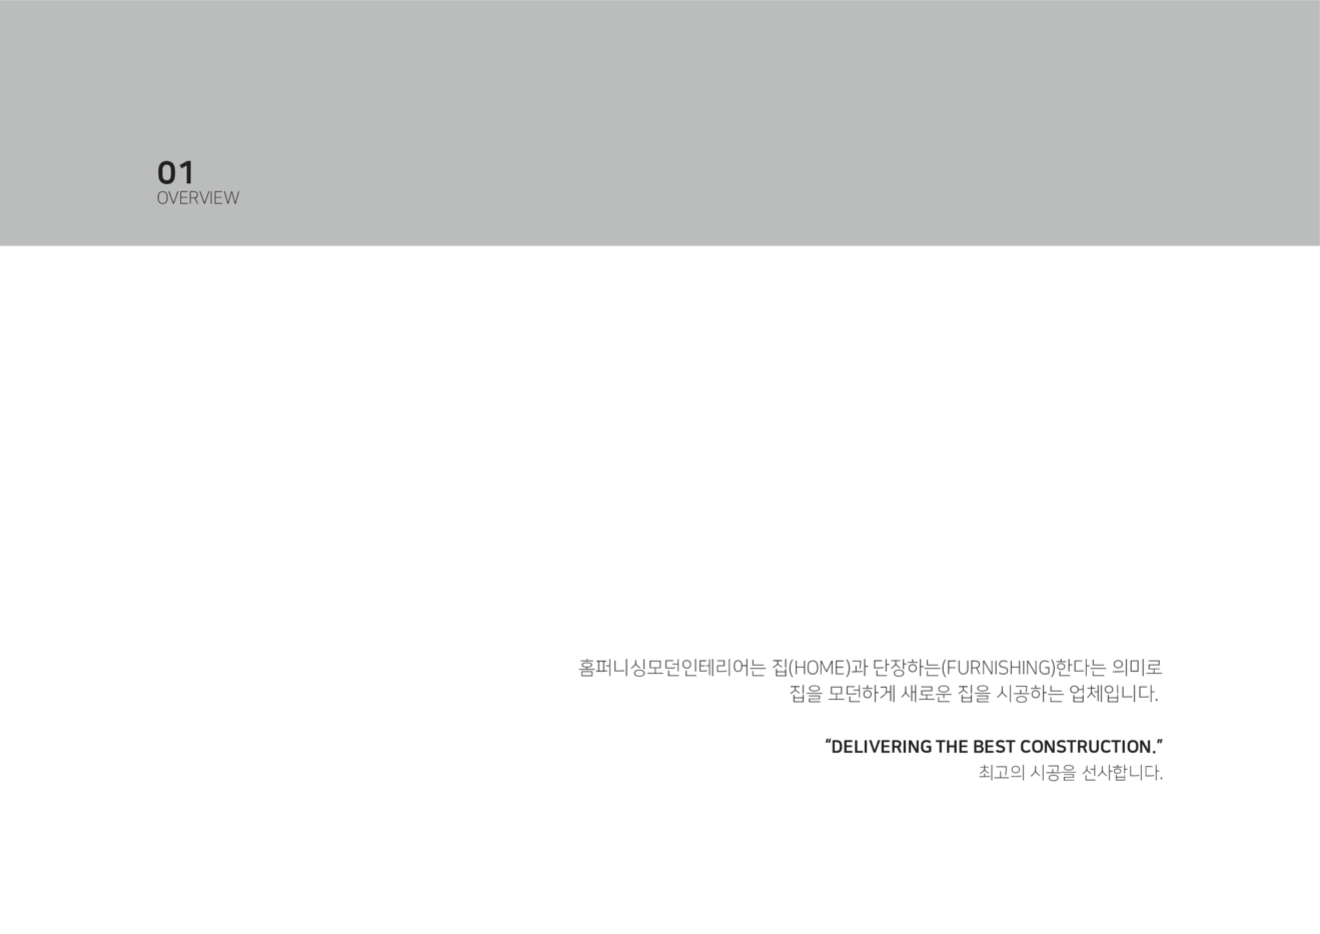 01
OVERVIEW
홈퍼니싱모던인테리어는 집(HOME)과 단장하는(FURNISHING)한다는 의미로
집을 모던하게 새로운 집을 시공하는 업체입니다.
“DELIVERING THE BEST CONSTRUCTION.”
최고의 시공을 선사합니다.